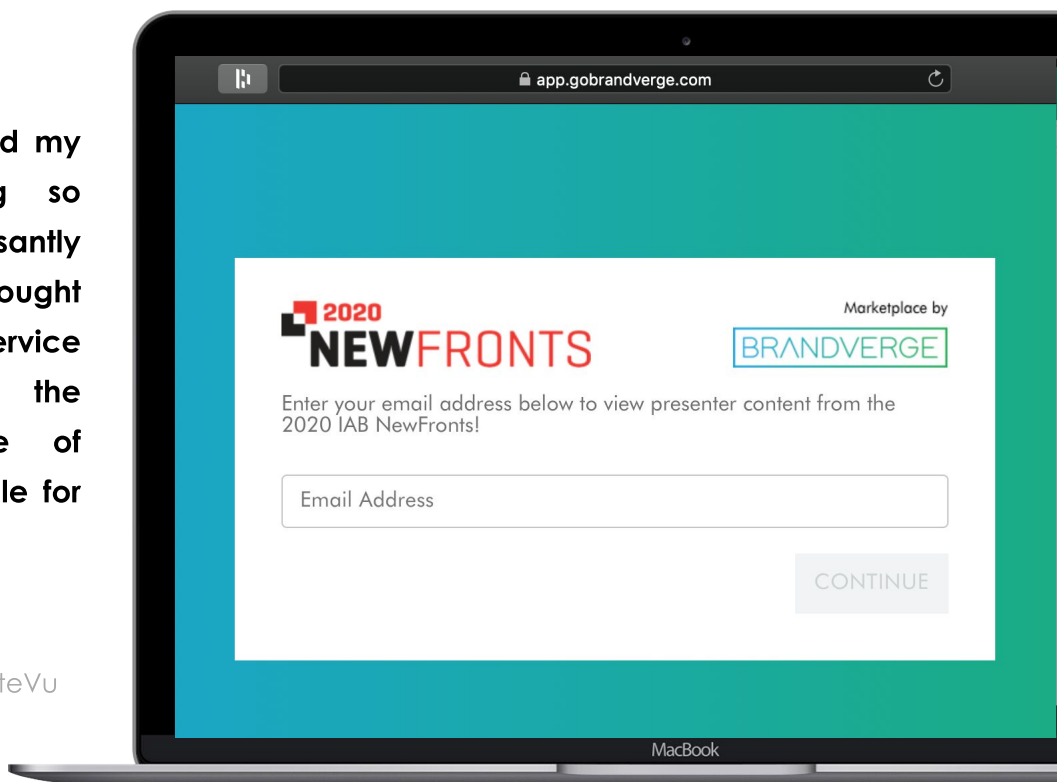 d my
g so
santly
ought
ervice
the
e of
le for
teVu
app.gobrandverge.com
2020
NEWFRONTS
Marketplace by
BRANDVERGE
Enter your email address below to view presenter content from the
2020 IAB NewFronts!
Email Address
CONTINUE
MacBook